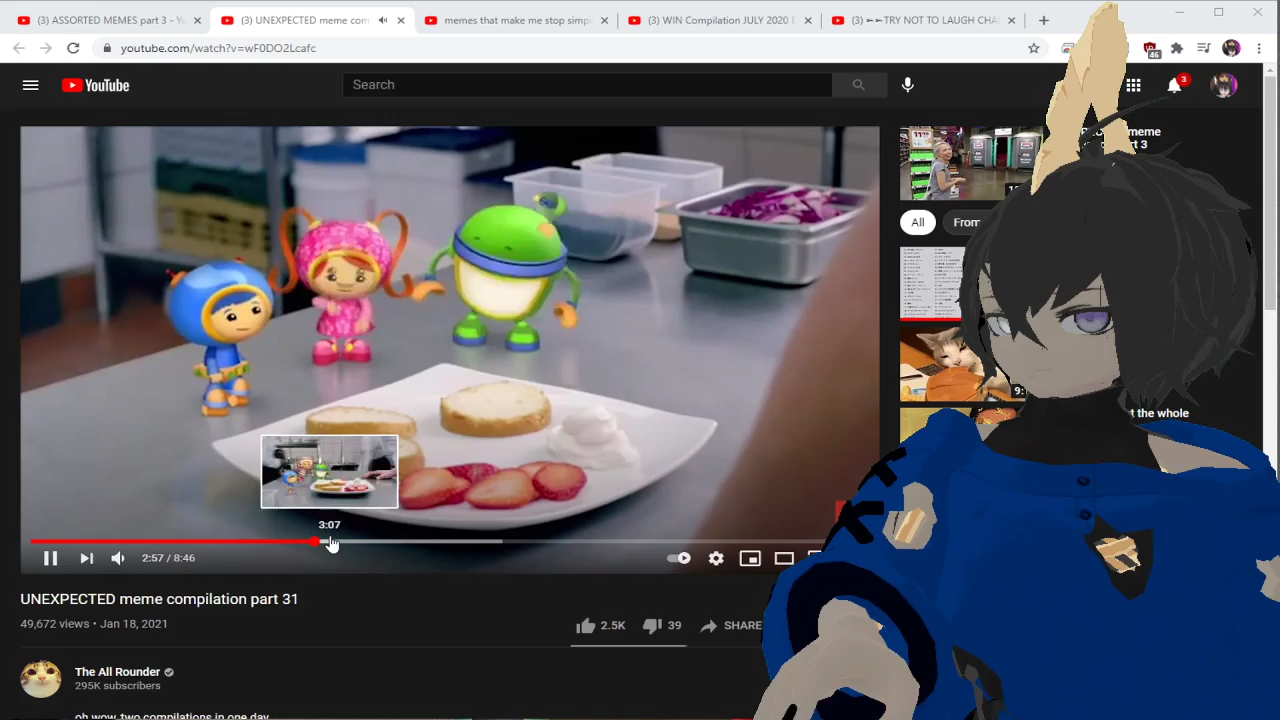 (3) ASSORTED MEMES part 3 - Yo
(3) UNEXPECTED meme com
memes that make me stop simp
(3) WIN Compilation JULY 2020 E
(3) ►►TRY NOT TO LAUGH CHA
youtube.com/watch?v=wF0DO2Lcafc
46
YouTube
Search
3
All
From
3:07
2:57 / 8:46
UNEXPECTED meme compilation part 31
49,672 views • Jan 18, 2021
2.5K
39
SHARE
The All Rounder
295K subscribers
oh wow, two compilations in one day
meme
t 3
9:
t the whole